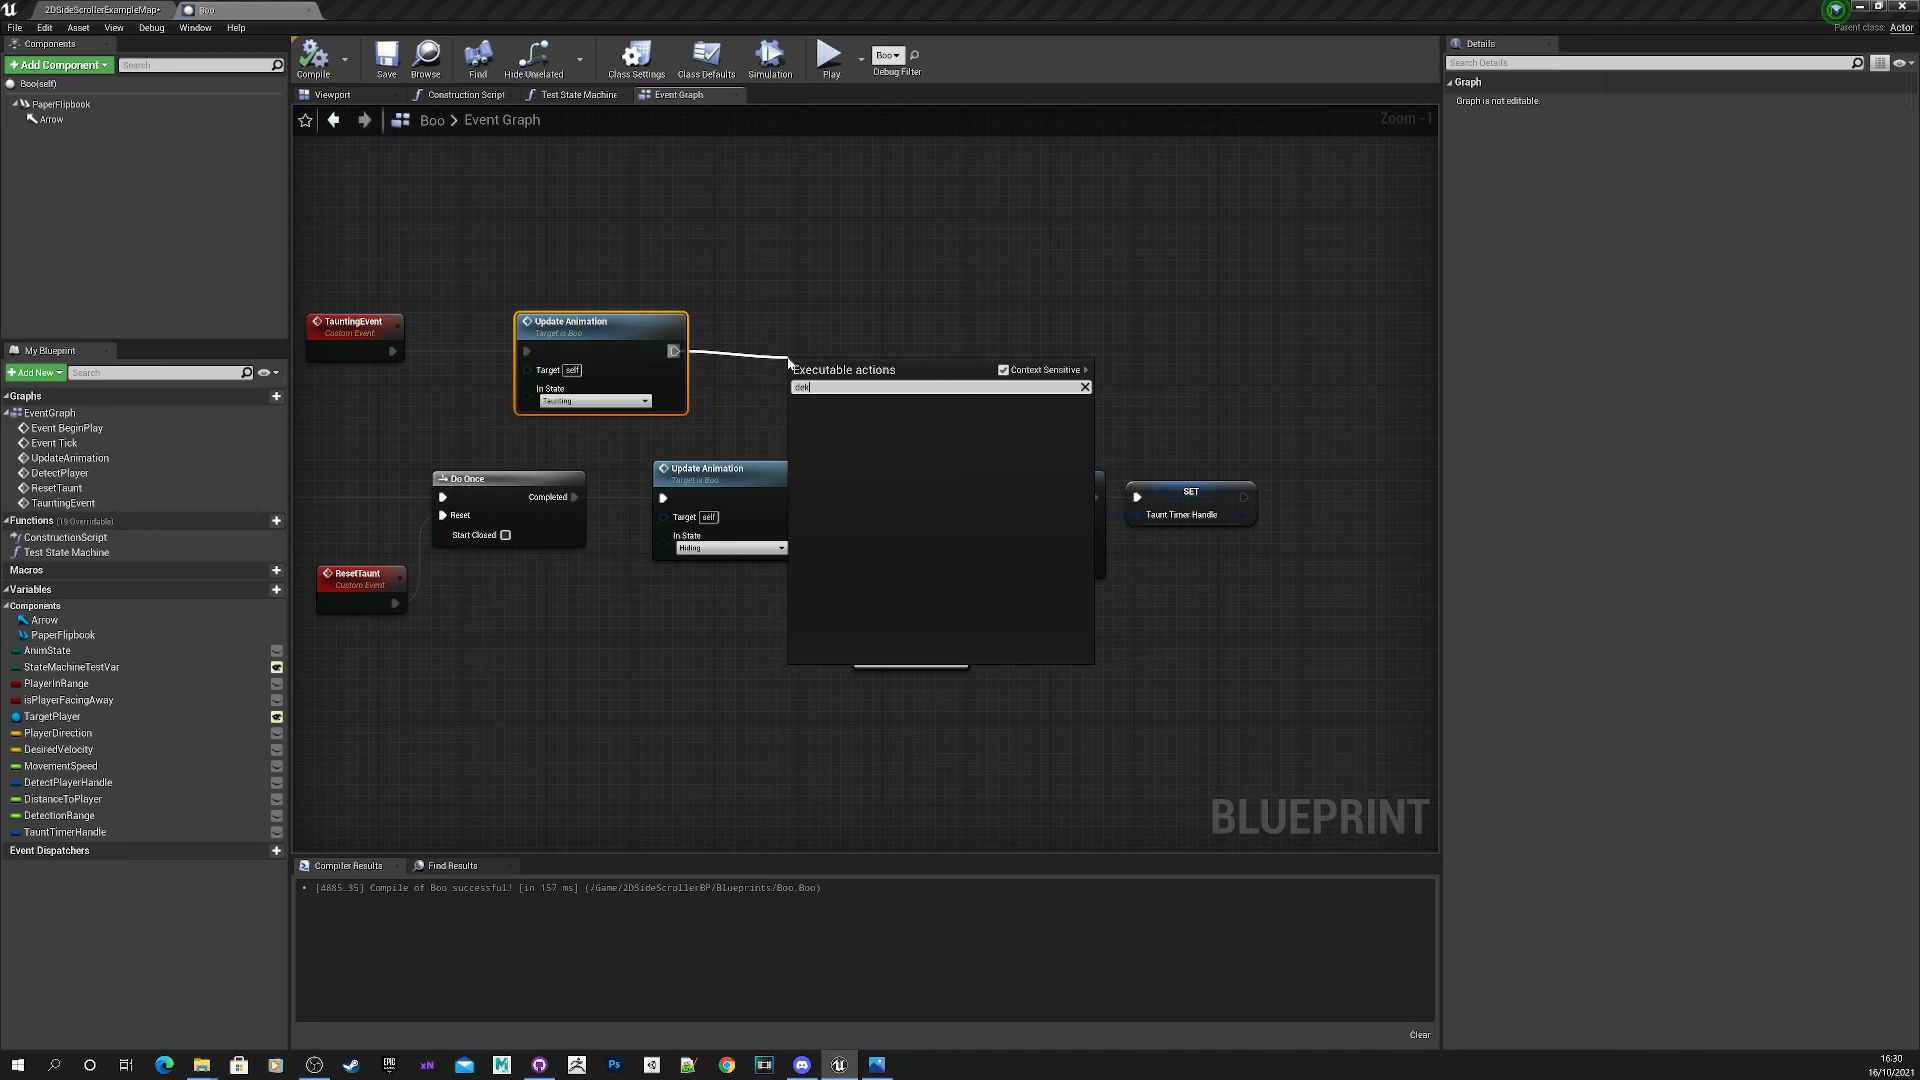 2DSideScrollerExampleMap*
Boo
File Edit Asset View Debug Window Help
Parent class: Actor
Components
+ Add Component
Search
Boo(self)
PaperFlipbook
Arrow
Compile
Save
Browse
Find
Hide Unrelated
Class Settings
Class Defaults
Simulation
Play
Boo
Debug Filter
Viewport
Construction Script
Test State Machine
Event Graph
Boo > Event Graph
Zoom -1
Details
Search Details
Graph
Graph is not editable.
TauntingEvent
Custom Event
Update Animation
Target is Boo
Target self
In State
Taunting
Executable actions
Context Sensitive
dek
Do Once
Completed
Reset
Start Closed
Update Animation
Target is Boo
Target self
In State
Hiding
SET
Taunt Timer Handle
ResetTaunt
Custom Event
BLUEPRINT
My Blueprint
+ Add New
Search
Graphs
EventGraph
Event BeginPlay
Event Tick
UpdateAnimation
DetectPlayer
ResetTaunt
TauntingEvent
Functions (19 Overridable)
ConstructionScript
Test State Machine
Macros
Variables
Components
Arrow
PaperFlipbook
AnimState
StateMachineTestVar
PlayerInRange
isPlayerFacingAway
TargetPlayer
PlayerDirection
DesiredVelocity
MovementSpeed
DetectPlayerHandle
DistanceToPlayer
DetectionRange
TauntTimerHandle
Event Dispatchers
Compiler Results
Find Results
[4885.35] Compile of Boo successful! [in 157 ms] (/Game/2DSideScrollerBP/Blueprints/Boo.Boo)
Clear
EPIC
GAMES
xN
Ps
16:30
16/10/2021